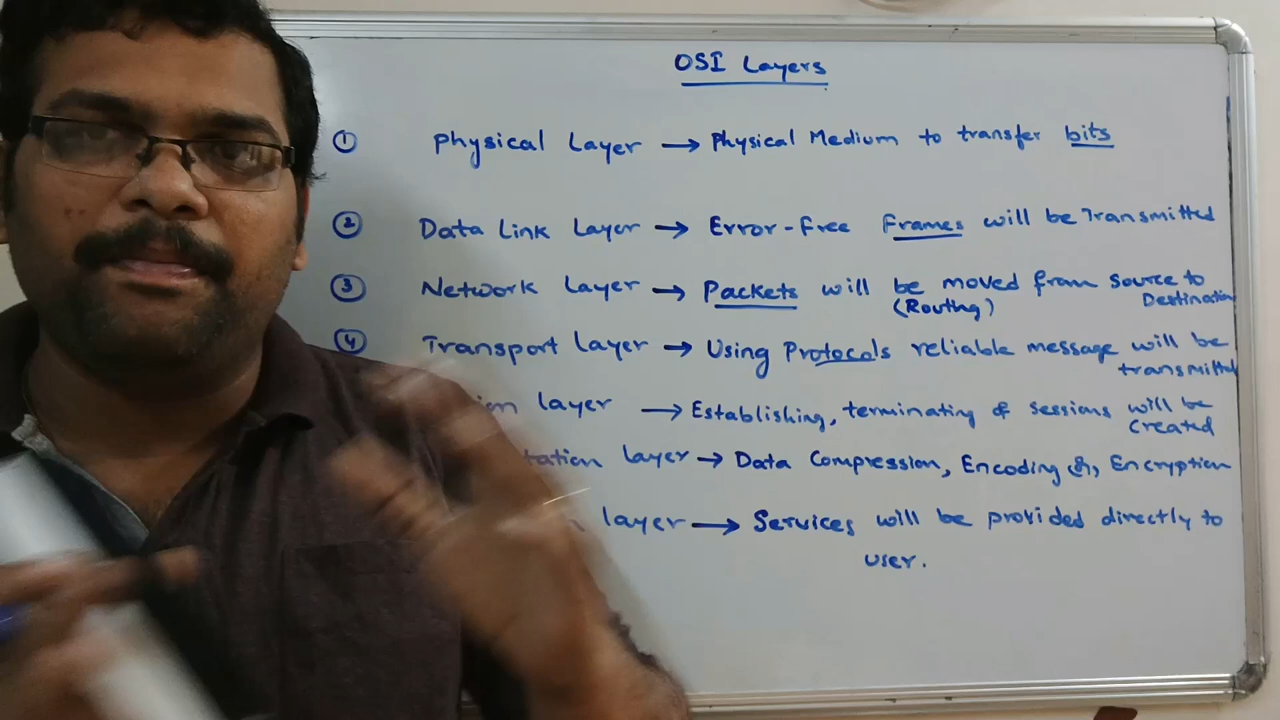 OSI Layers
① Physical Layer → Physical Medium to transfer bits
② Data Link Layer → Error-Free Frames will be Transmitted
③ Network Layer → Packets will be moved from source to
(Routing) Destination
④ Transport layer → Using Protocols reliable message will be
transmitted
ion layer → Establishing, terminating of sessions will be
created
tation layer → Data Compression, Encoding &, Encryption
layer → Services will be provided directly to
user.